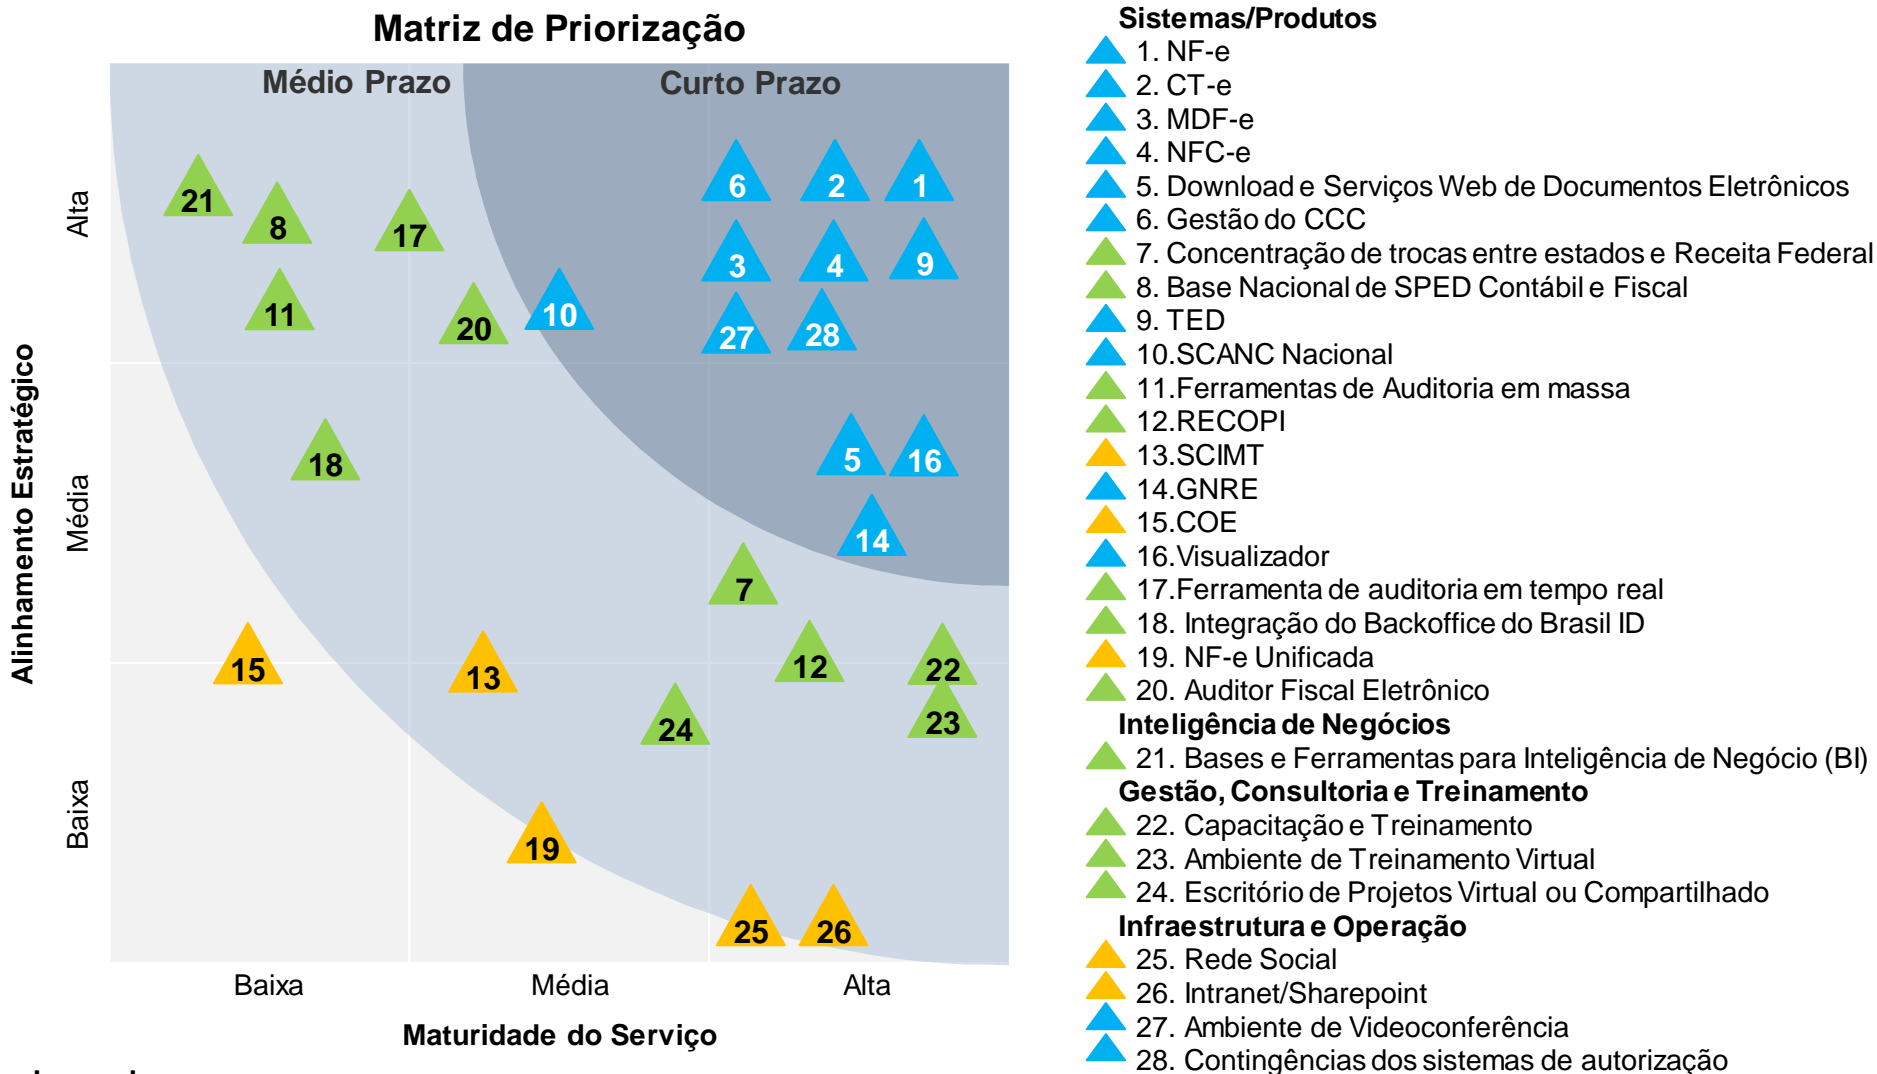 Matriz de Priorização
Médio Prazo
Curto Prazo
Alinhamento Estratégico
Alta
Média
Baixa
21
8
17
11
20
10
6
2
1
3
4
9
27
28
18
5
16
14
7
15
13
12
22
24
23
19
25
26
Baixa
Média
Alta
Maturidade do Serviço
Sistemas/Produtos
1. NF-e
2. CT-e
3. MDF-e
4. NFC-e
5. Download e Serviços Web de Documentos Eletrônicos
6. Gestão do CCC
7. Concentração de trocas entre estados e Receita Federal
8. Base Nacional de SPED Contábil e Fiscal
9. TED
10.SCANC Nacional
11.Ferramentas de Auditoria em massa
12.RECOPI
13.SCIMT
14.GNRE
15.COE
16.Visualizador
17.Ferramenta de auditoria em tempo real
18. Integração do Backoffice do Brasil ID
19. NF-e Unificada
20. Auditor Fiscal Eletrônico
Inteligência de Negócios
21. Bases e Ferramentas para Inteligência de Negócio (BI)
Gestão, Consultoria e Treinamento
22. Capacitação e Treinamento
23. Ambiente de Treinamento Virtual
24. Escritório de Projetos Virtual ou Compartilhado
Infraestrutura e Operação
25. Rede Social
26. Intranet/Sharepoint
27. Ambiente de Videoconferência
28. Contingências dos sistemas de autorização